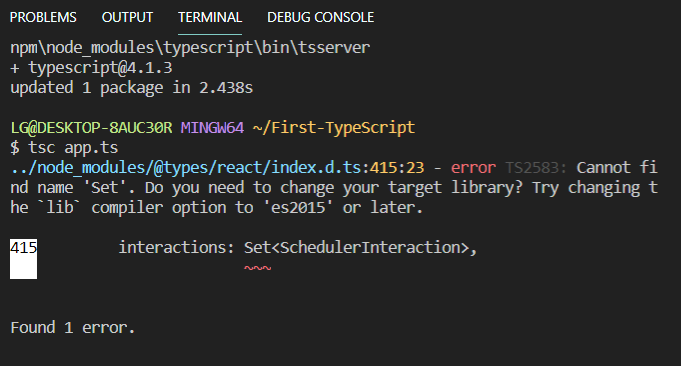 PROBLEMS OUTPUT TERMINAL DEBUG CONSOLE
npm\node_modules\typescript\bin\tsserver
+ typescript@4.1.3
updated 1 package in 2.438s
LG@DESKTOP-8AUC30R MINGW64 ~/First-TypeScript
$ tsc app.ts
../node_modules/@types/react/index.d.ts:415:23 - error TS2583: Cannot fi
nd name 'Set'. Do you need to change your target library? Try changing t
he `lib` compiler option to 'es2015' or later.
415 interactions: Set<SchedulerInteraction>,
~~~
Found 1 error.